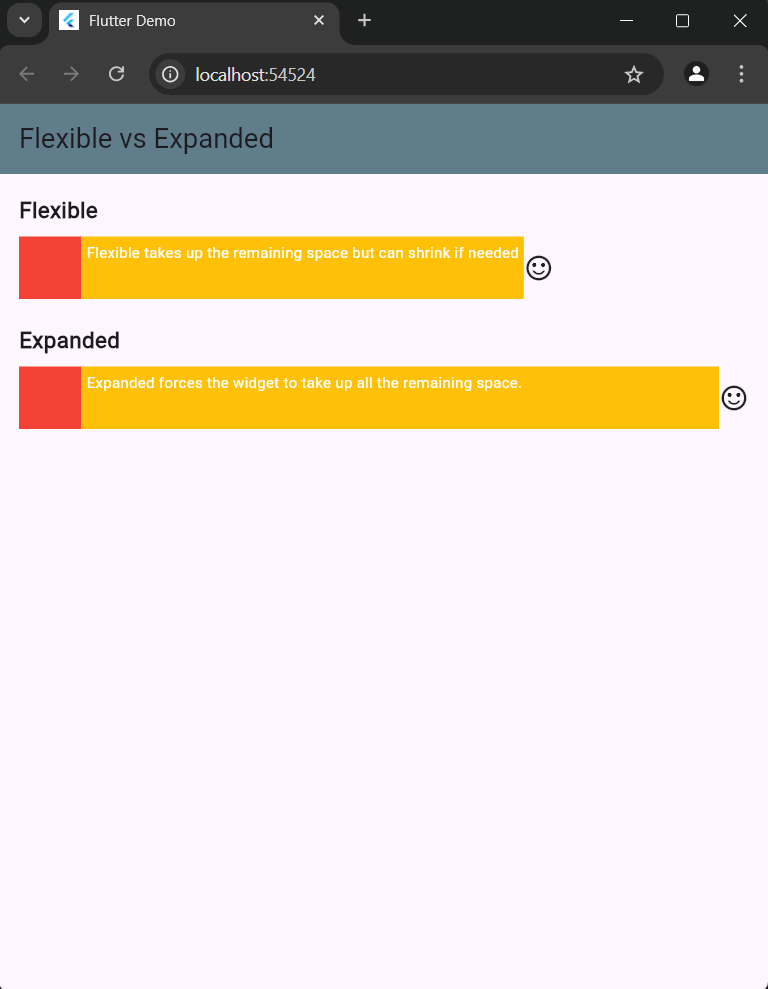 Flutter Demo
localhost:54524
Flexible vs Expanded
Flexible
Flexible takes up the remaining space but can shrink if needed
Expanded
Expanded forces the widget to take up all the remaining space.